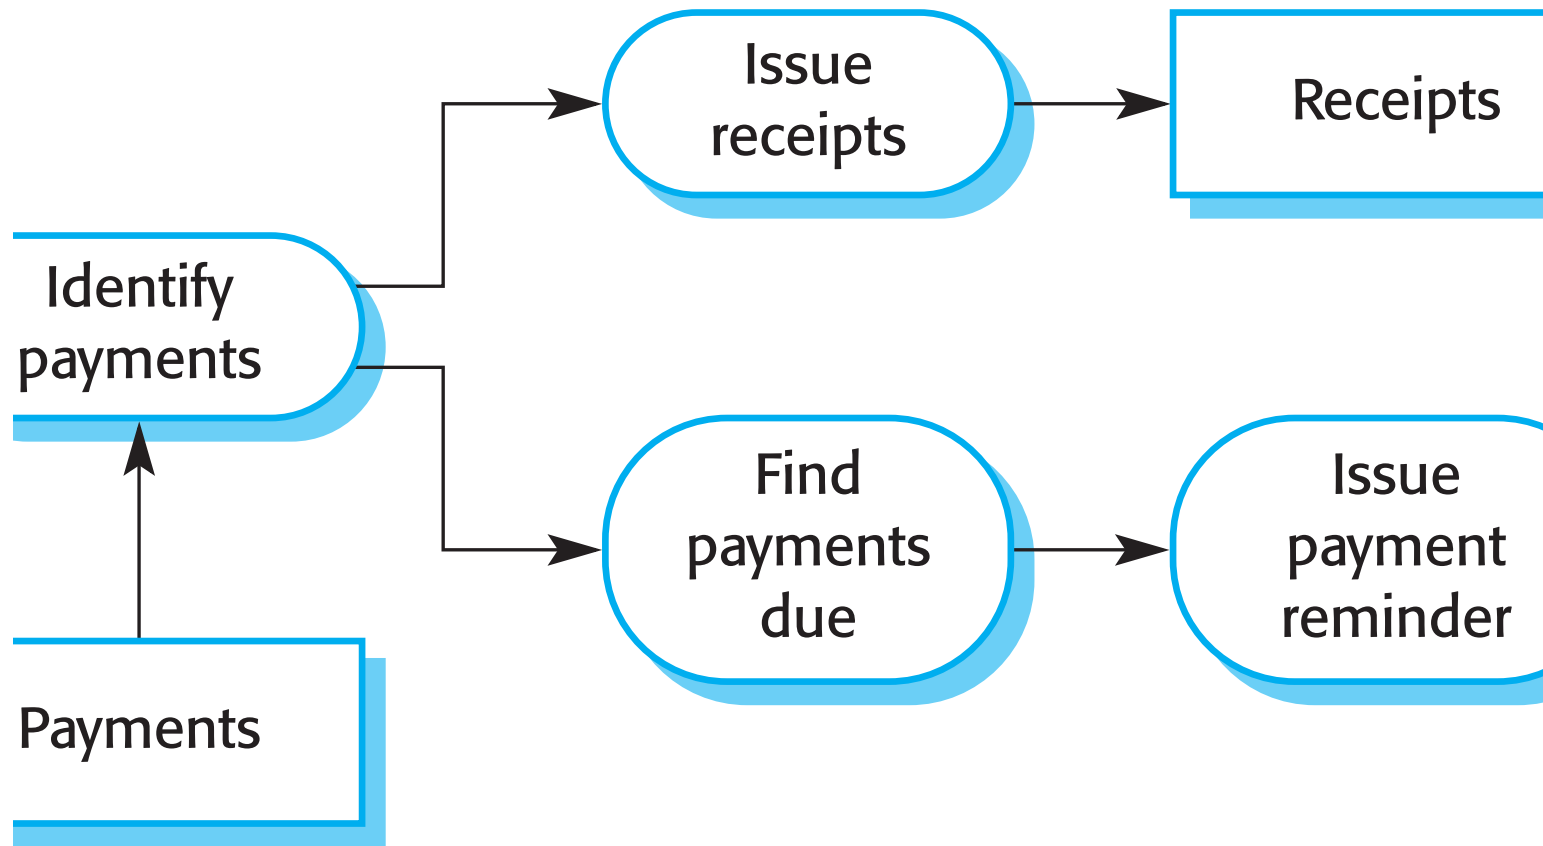 Issue
receipts
Receipts
Identify
payments
Find
payments
due
Issue
payment
reminder
Payments